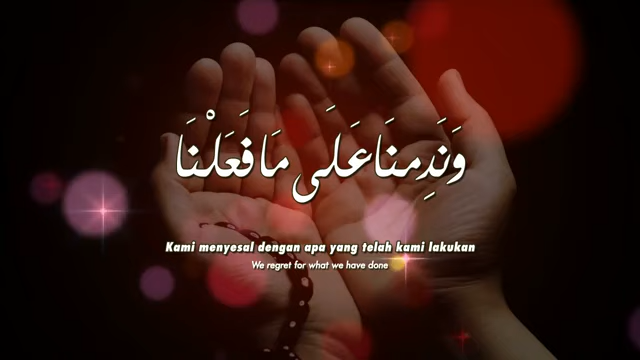 وَنَدِمنَا عَلَى مَا فَعَلْنَا
Kami menyesal dengan apa yang telah kami lakukan
We regret for what we have done